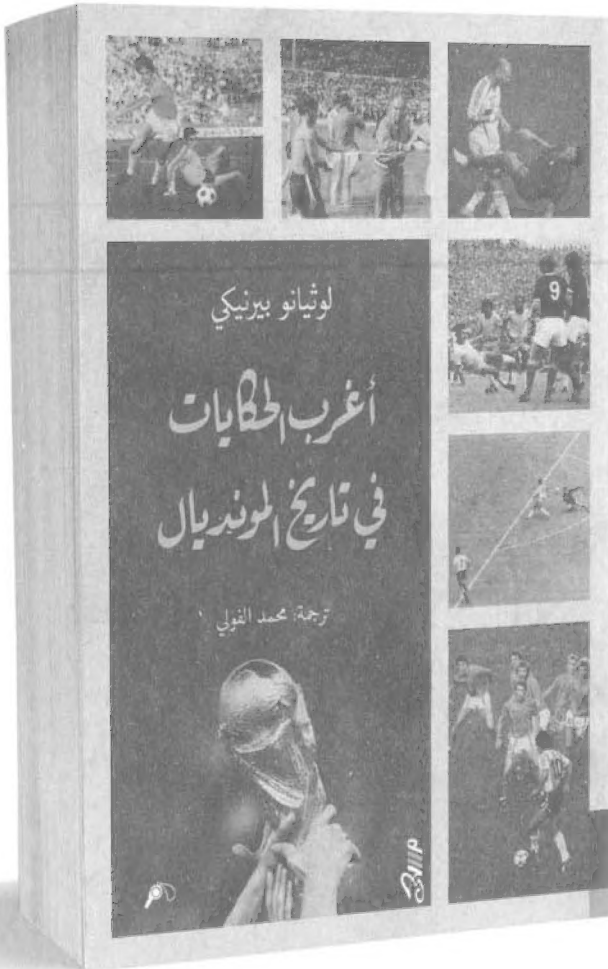 9
لوثيانو بيرنيكي
أغرب الحكايات
في تاريخ المونديال
ترجمة: محمد الفولي